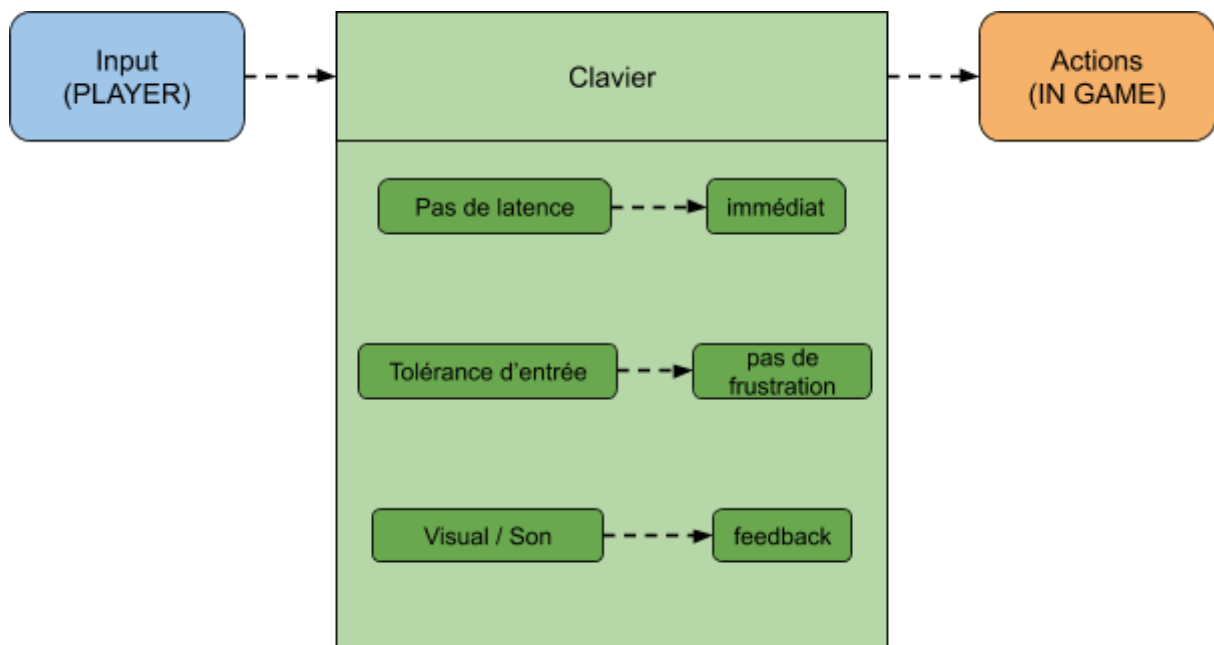 Input
(PLAYER)
Clavier
Actions
(IN GAME)
Pas de latence
immédiat
Tolérance d’entrée
pas de
frustration
Visual / Son
feedback